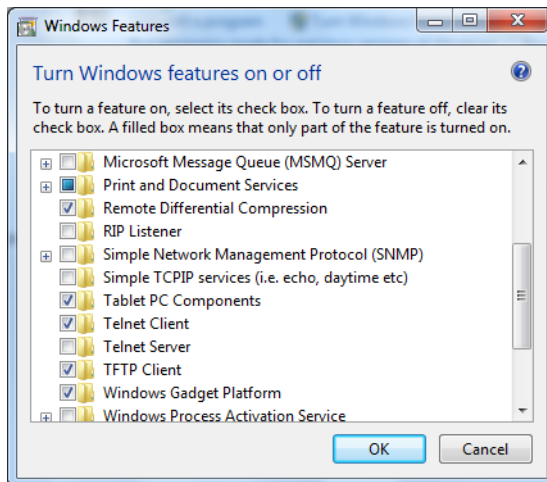 Windows Features
Turn Windows features on or off
To turn a feature on, select its check box. To turn a feature off, clear its
check box. A filled box means that only part of the feature is turned on.
Microsoft Message Queue (MSMQ) Server
Print and Document Services
Remote Differential Compression
RIP Listener
Simple Network Management Protocol (SNMP)
Simple TCPIP services (i.e. echo, daytime etc)
Tablet PC Components
Telnet Client
Telnet Server
TFTP Client
Windows Gadget Platform
Windows Process Activation Service
OK
Cancel